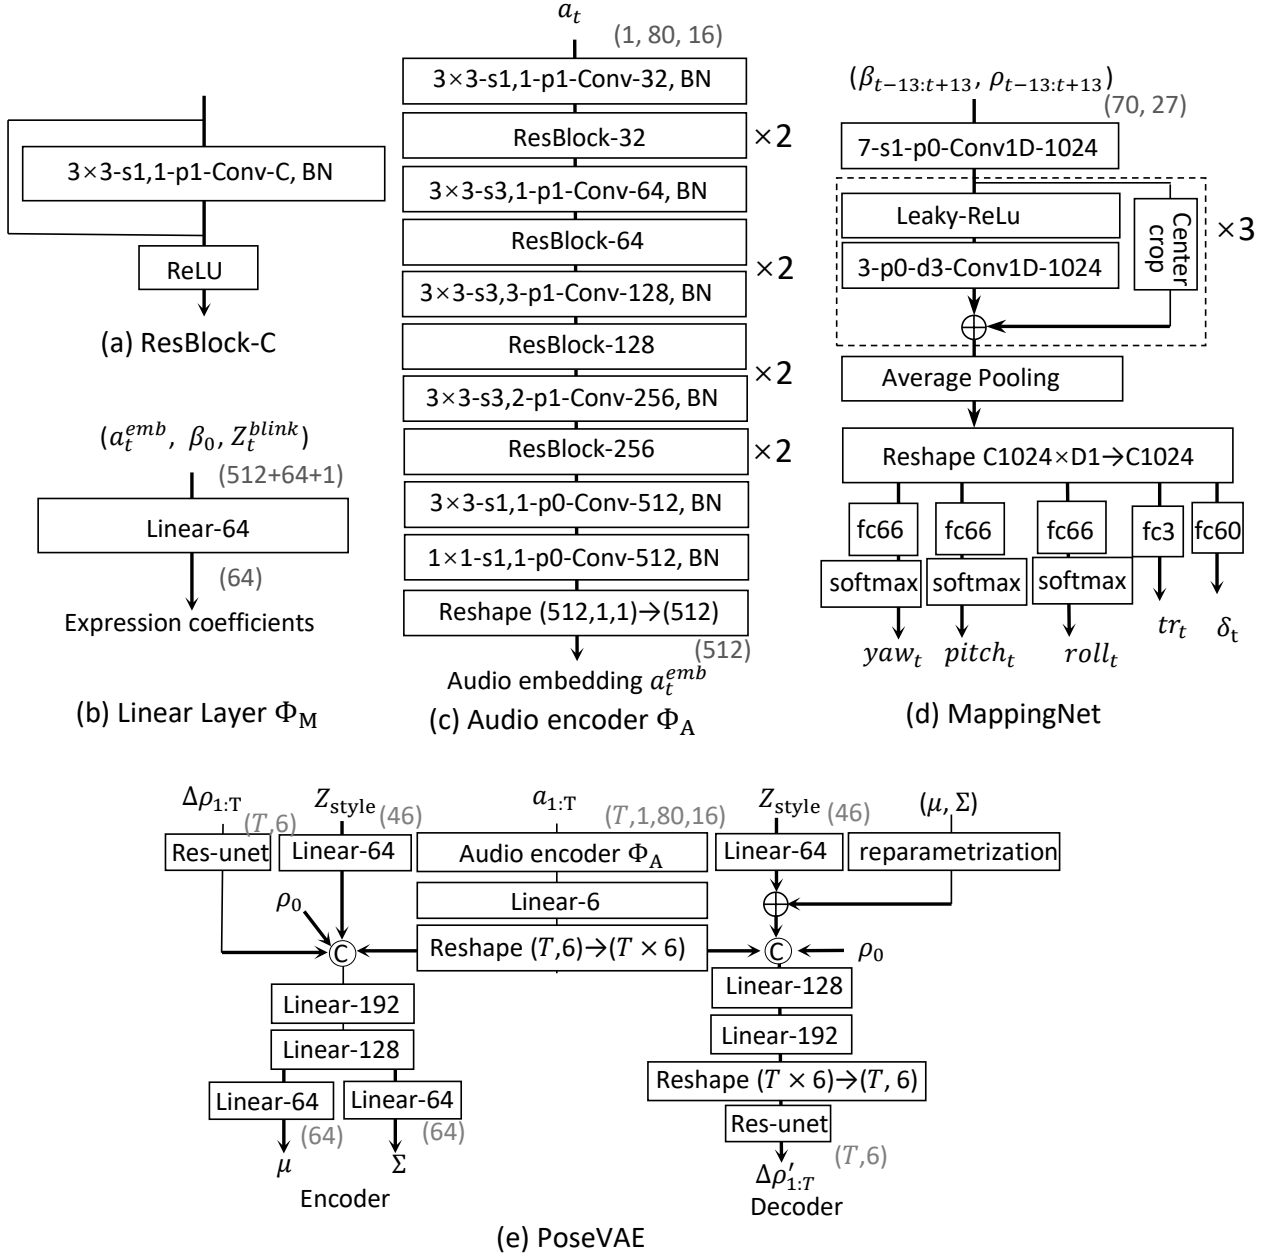 3×3-s1,1-p1-Conv-C, BN
ReLU
(a) ResBlock-C
(a_t^{emb}, β_0, Z_t^{blink})
(512+64+1)
Linear-64
(64)
Expression coefficients
(b) Linear Layer Φ_M
a_t
(1, 80, 16)
3×3-s1,1-p1-Conv-32, BN
ResBlock-32
×2
3×3-s3,1-p1-Conv-64, BN
ResBlock-64
×2
3×3-s3,3-p1-Conv-128, BN
ResBlock-128
×2
3×3-s3,2-p1-Conv-256, BN
ResBlock-256
×2
3×3-s1,1-p0-Conv-512, BN
1×1-s1,1-p0-Conv-512, BN
Reshape (512,1,1)→(512)
(512)
Audio embedding a_t^{emb}
(c) Audio encoder Φ_A
(β_{t−13:t+13}, ρ_{t−13:t+13})
(70, 27)
7-s1-p0-Conv1D-1024
Leaky-ReLu
3-p0-d3-Conv1D-1024
Center
crop
×3
Average Pooling
Reshape C1024×D1→C1024
fc66 fc66 fc66 fc3 fc60
softmax softmax softmax
yaw_t pitch_t roll_t tr_t δ_t
(d) MappingNet
Δρ_{1:T} Z_style a_{1:T} Z_style (μ, Σ)
(T,6) (46) (T,1,80,16) (46)
Res-unet Linear-64 Audio encoder Φ_A Linear-64 reparametrization
ρ_0 Linear-6
C Reshape (T,6)→(T × 6) C ρ_0
Linear-192
Linear-128
Linear-64 Linear-64
(64) (64)
μ Σ
Encoder
Linear-128
Linear-192
Reshape (T × 6)→(T, 6)
Res-unet
(T,6)
Δρ′_{1:T}
Decoder
(e) PoseVAE